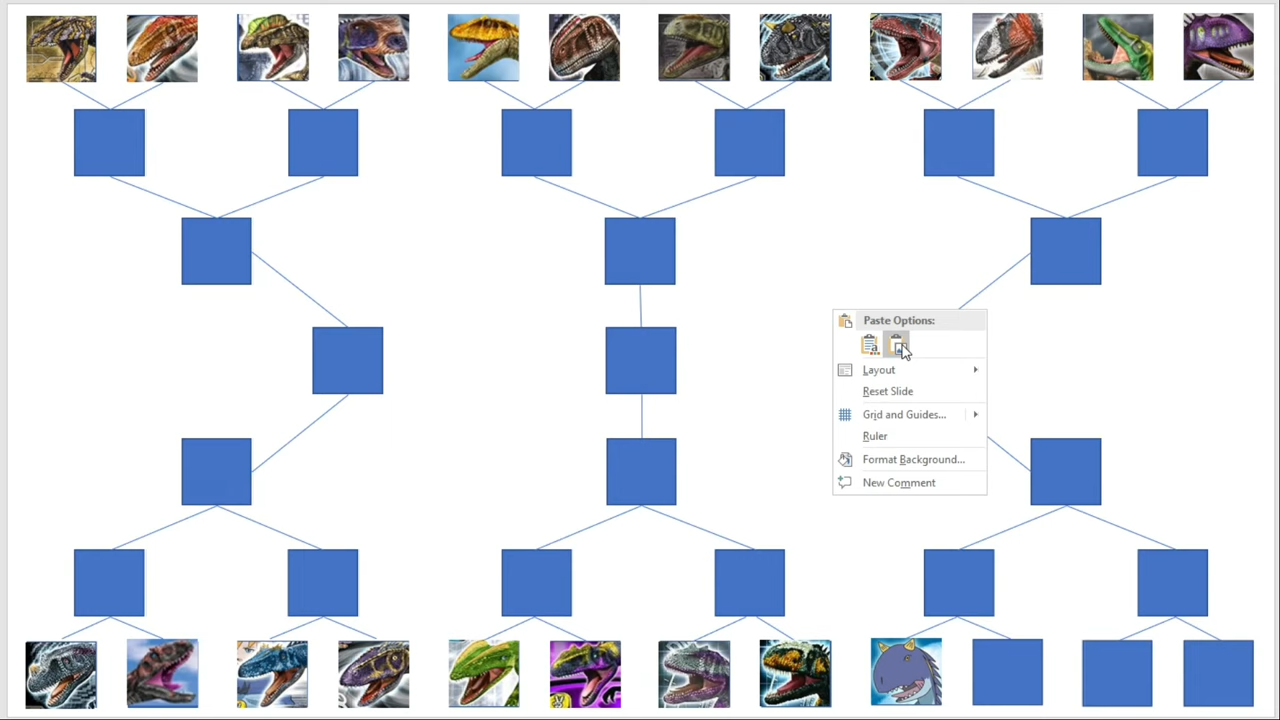 Paste Options:
Layout
Reset Slide
Grid and Guides...
Ruler
Format Background...
New Comment